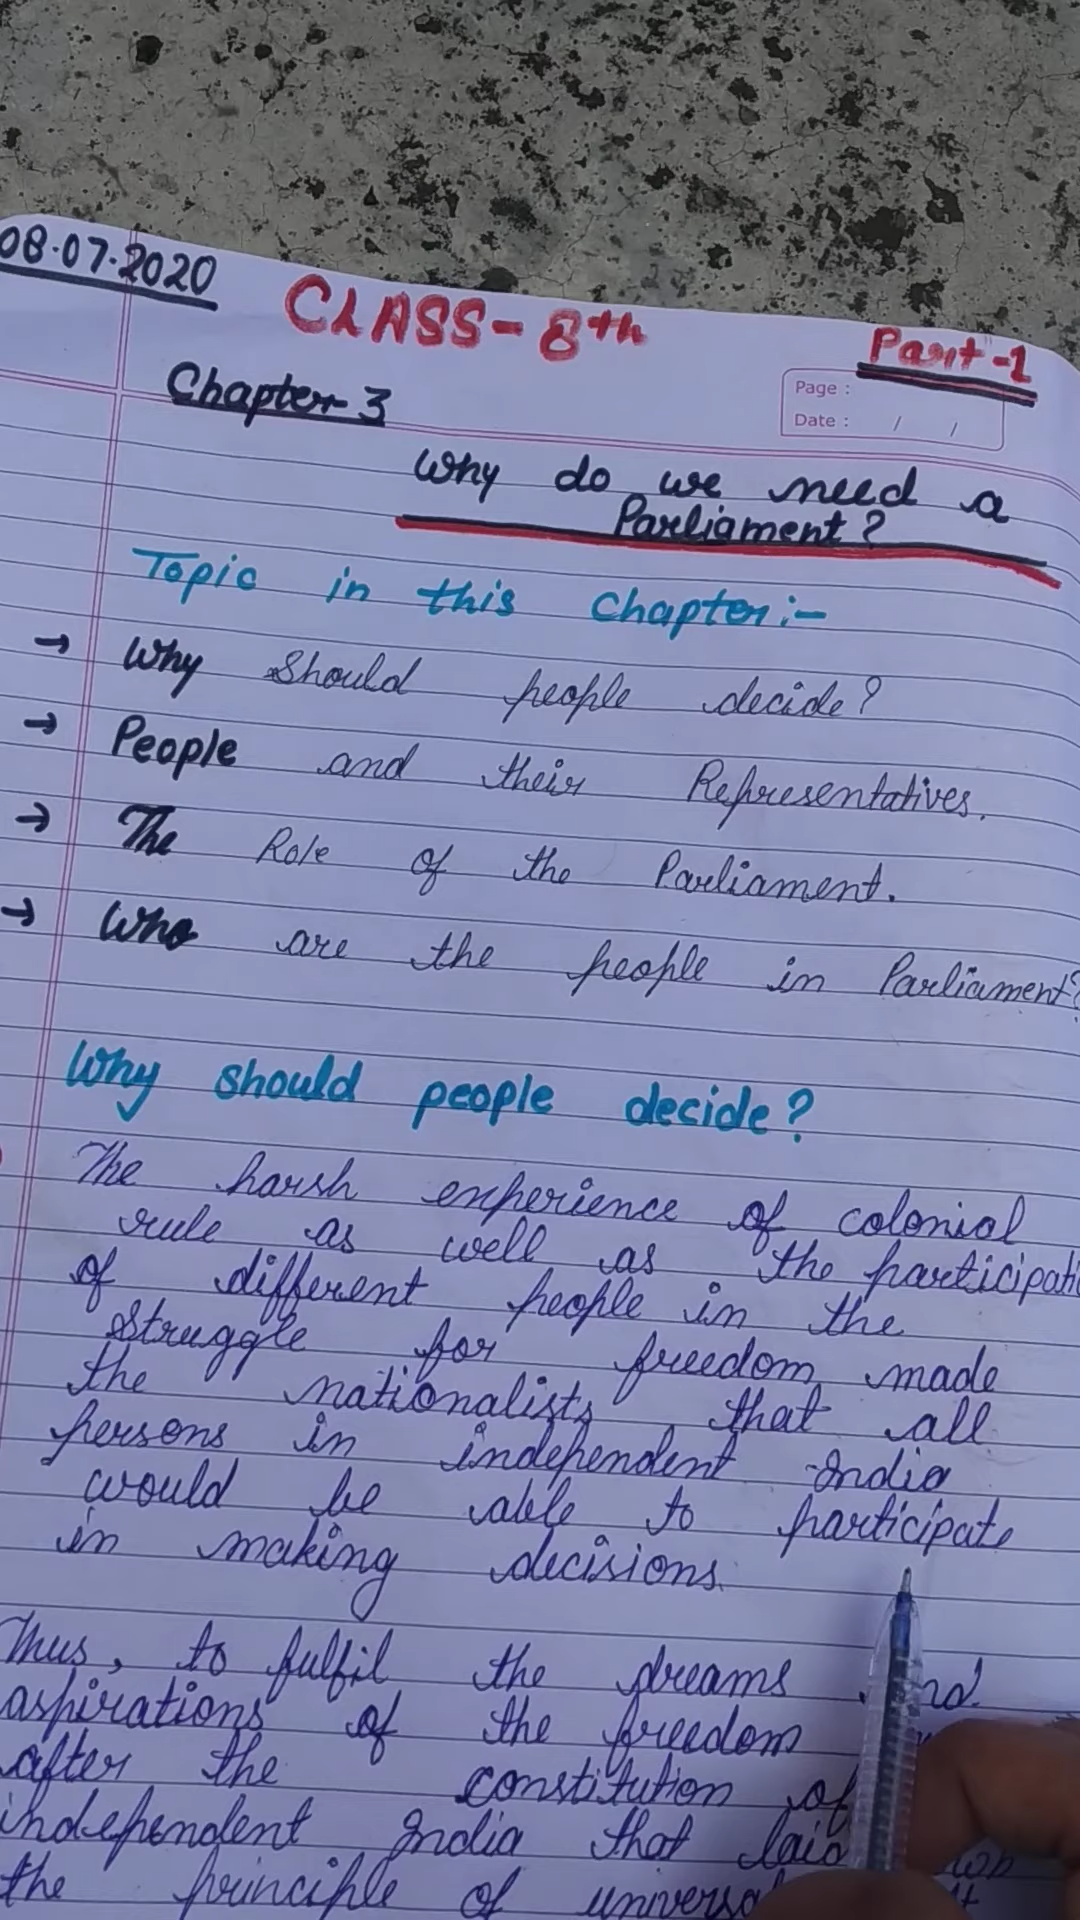 08.07.2020
CLASS-8th
Part-1
Page :
Date : / /
Chapter-3
Why do we need a
Parliament?
Topic in this Chapter:-
→ Why Should people decide?
→ People and their Representatives.
→ The Role of the Parliament.
→ Who are the people in Parliament?
Why should people decide?
The harsh experience of colonial
rule as well as the participati
of different people in the
struggle for freedom made
the nationalists that all
persons in independent India
would be able to participate
in making decisions.
Thus, to fulfil the dreams
aspirations of the freedom
after the constitution of
independent India that laid
the principle of